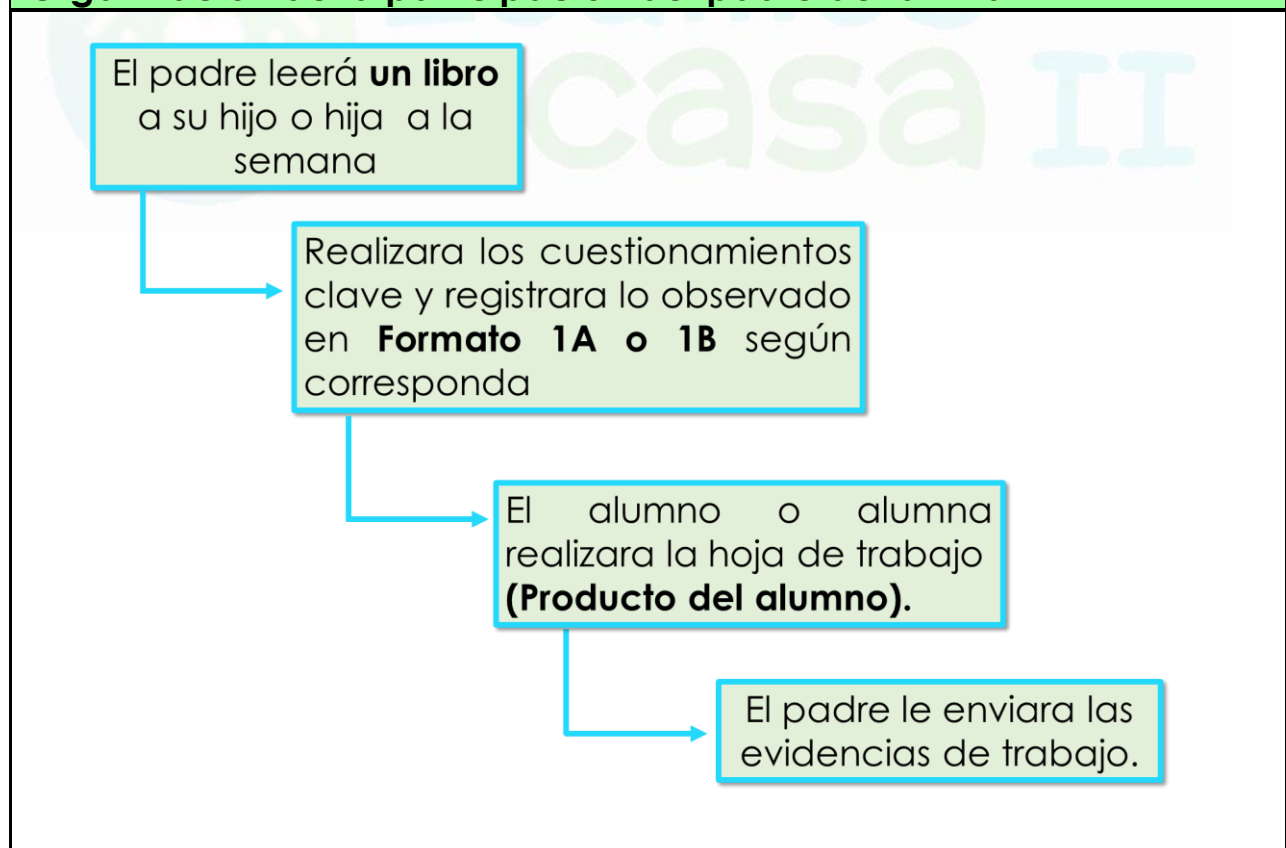 casa II
El padre leerá un libro
a su hijo o hija a la
semana
Realizara los cuestionamientos
clave y registrara lo observado
en Formato 1A o 1B según
corresponda
El alumno o alumna
realizara la hoja de trabajo
(Producto del alumno).
El padre le enviara las
evidencias de trabajo.